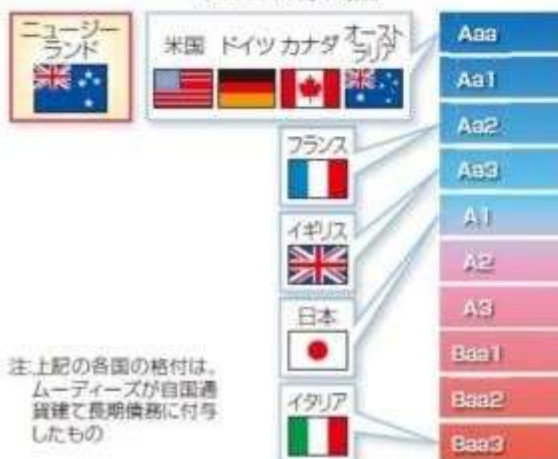 ニュージー
ランド
米国 ドイツ カナダ オースト
ラリア
フランス
イギリス
日本
イタリア
Aaa
Aa1
Aa2
Aa3
A1
A2
A3
Baa1
Baa2
Baa3
注:上記の各国の格付は、
ムーディーズが自国通
貨建て長期債務に付与
したもの